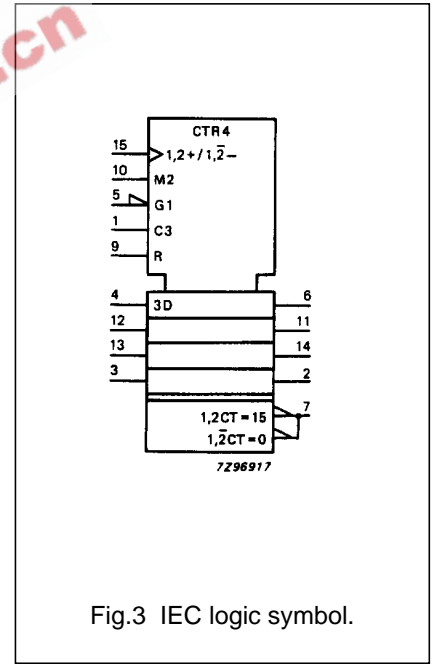 .cn
CTR4
15 1,2+/1,2̅−
10 M2
5 G1
1 C3
9 R
4 3D 6
12 11
13 14
3 2
1,2CT=15 7
1,2̅CT=0
7Z96917
Fig.3 IEC logic symbol.